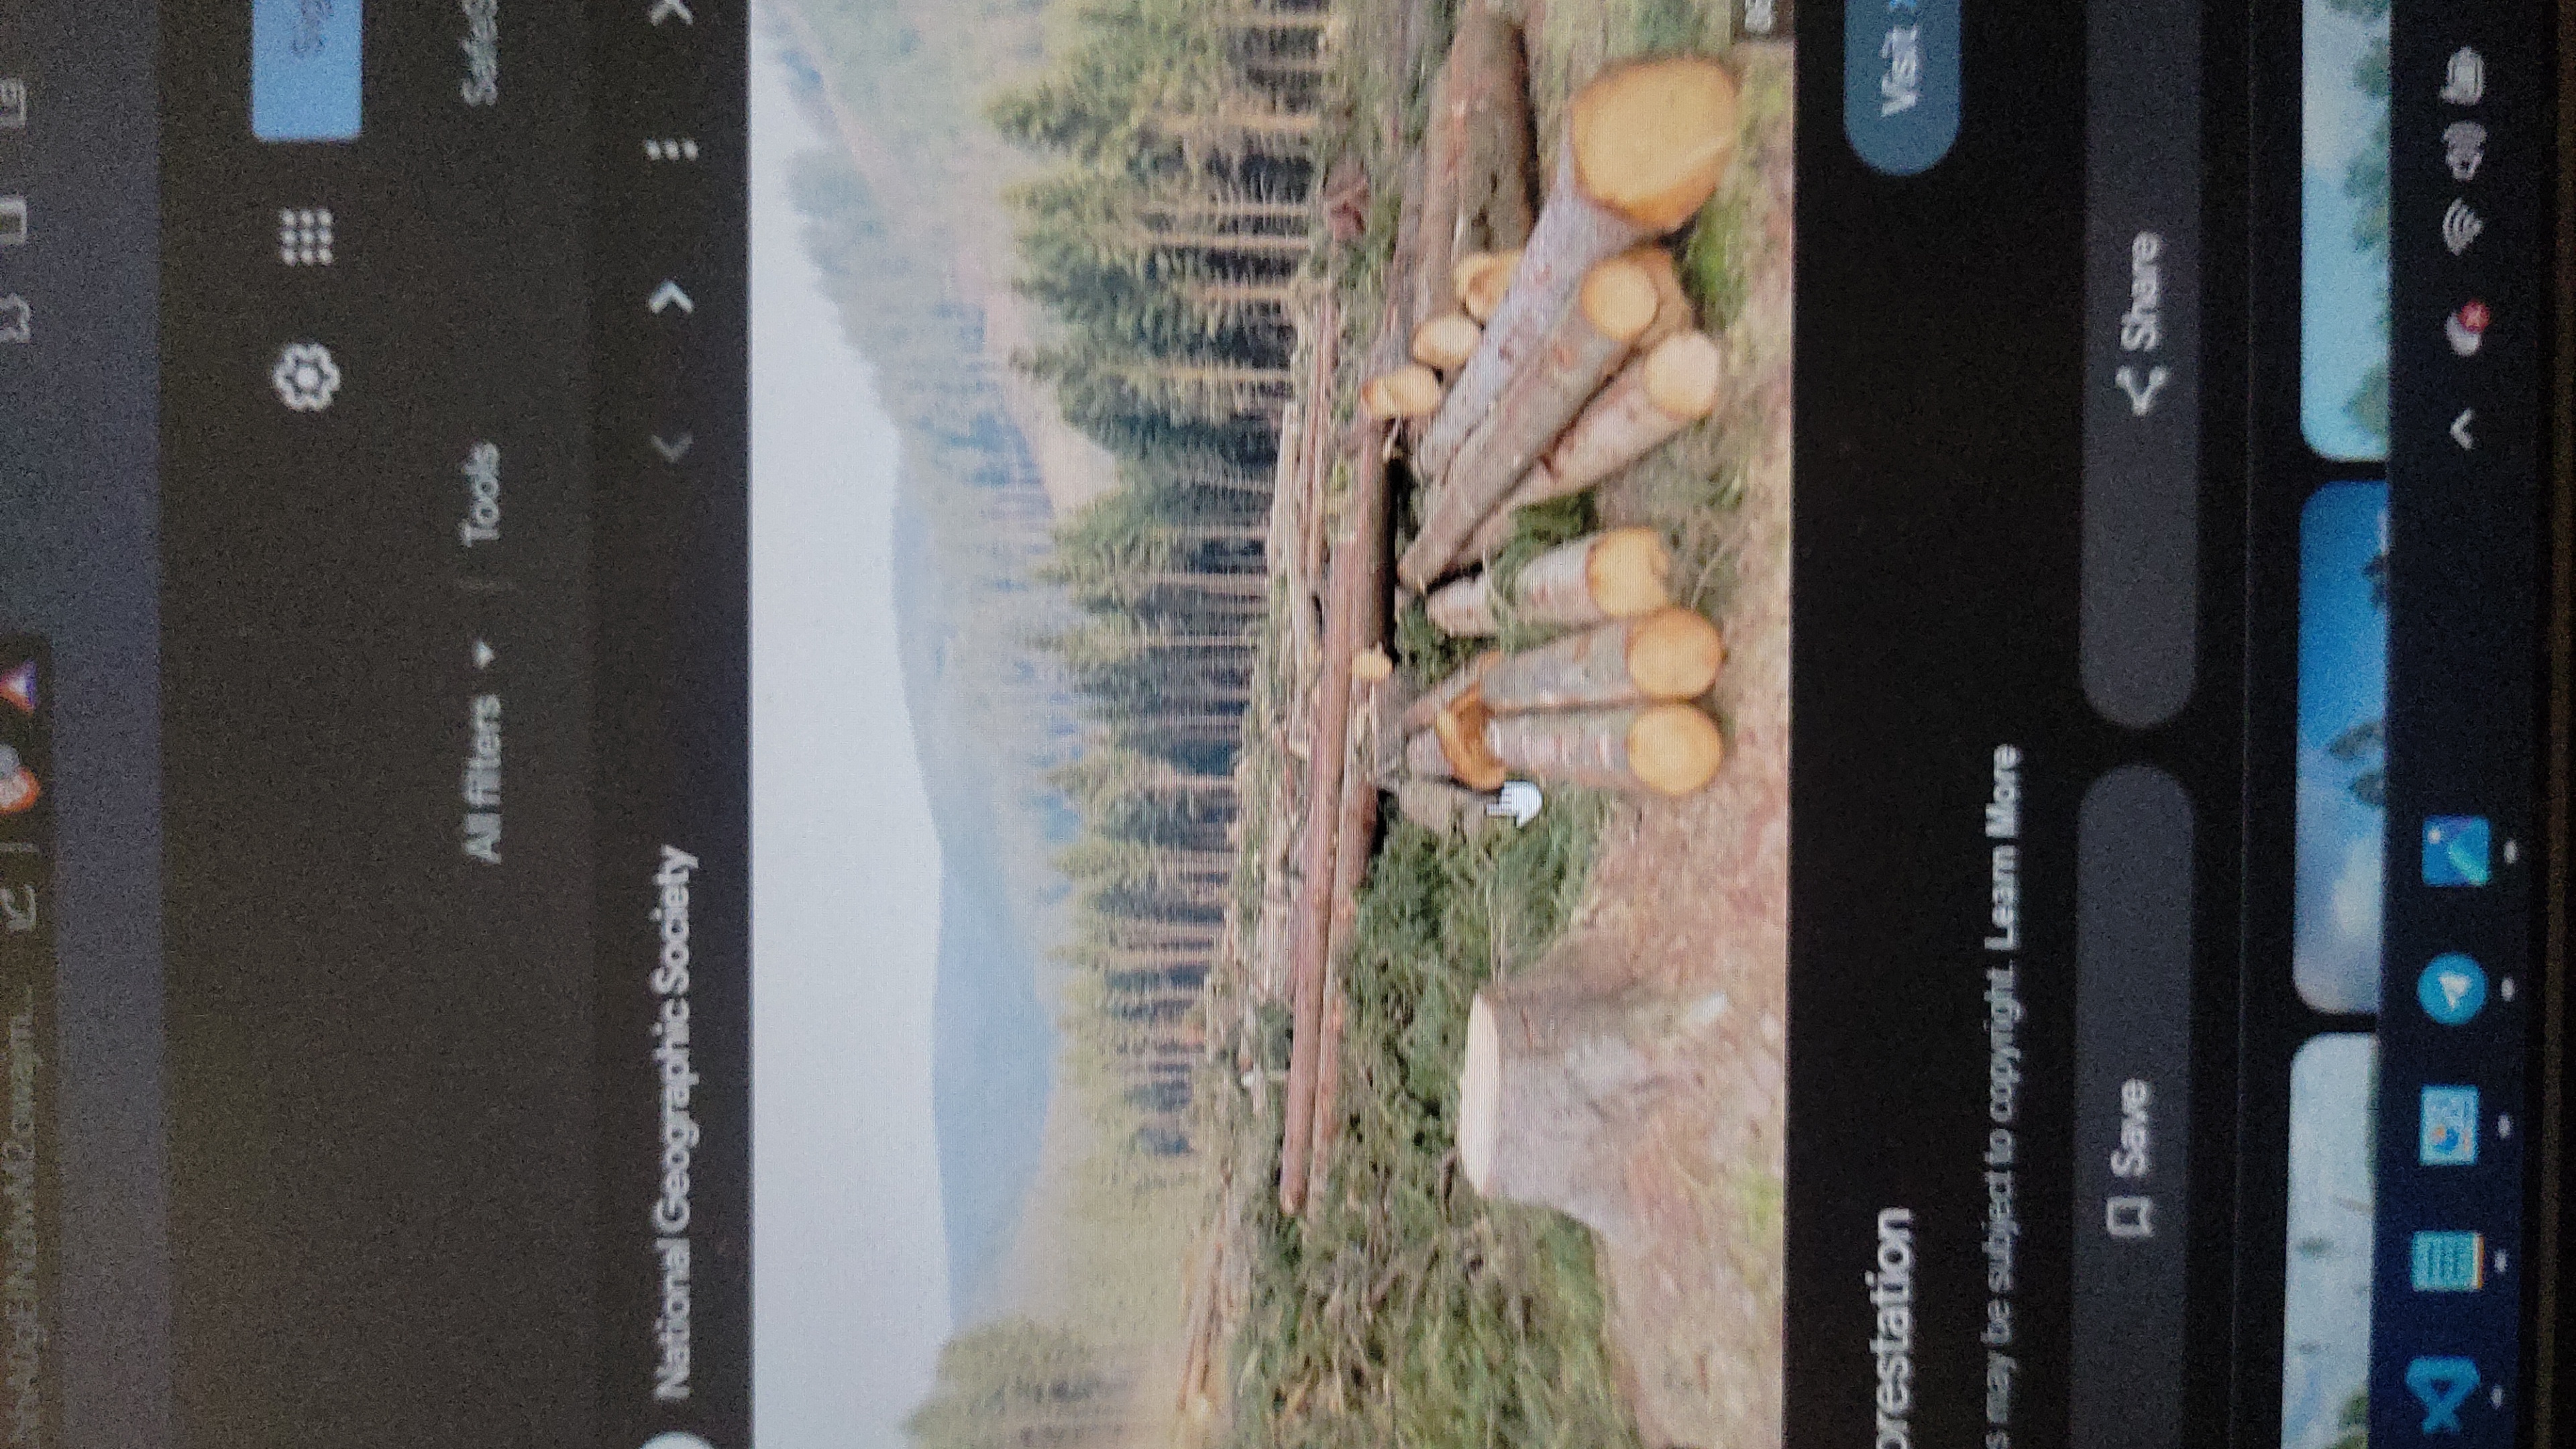 All filters Tools
National Geographic Society
orestation
Visit
s may be subject to copyright. Learn More
Save
Share